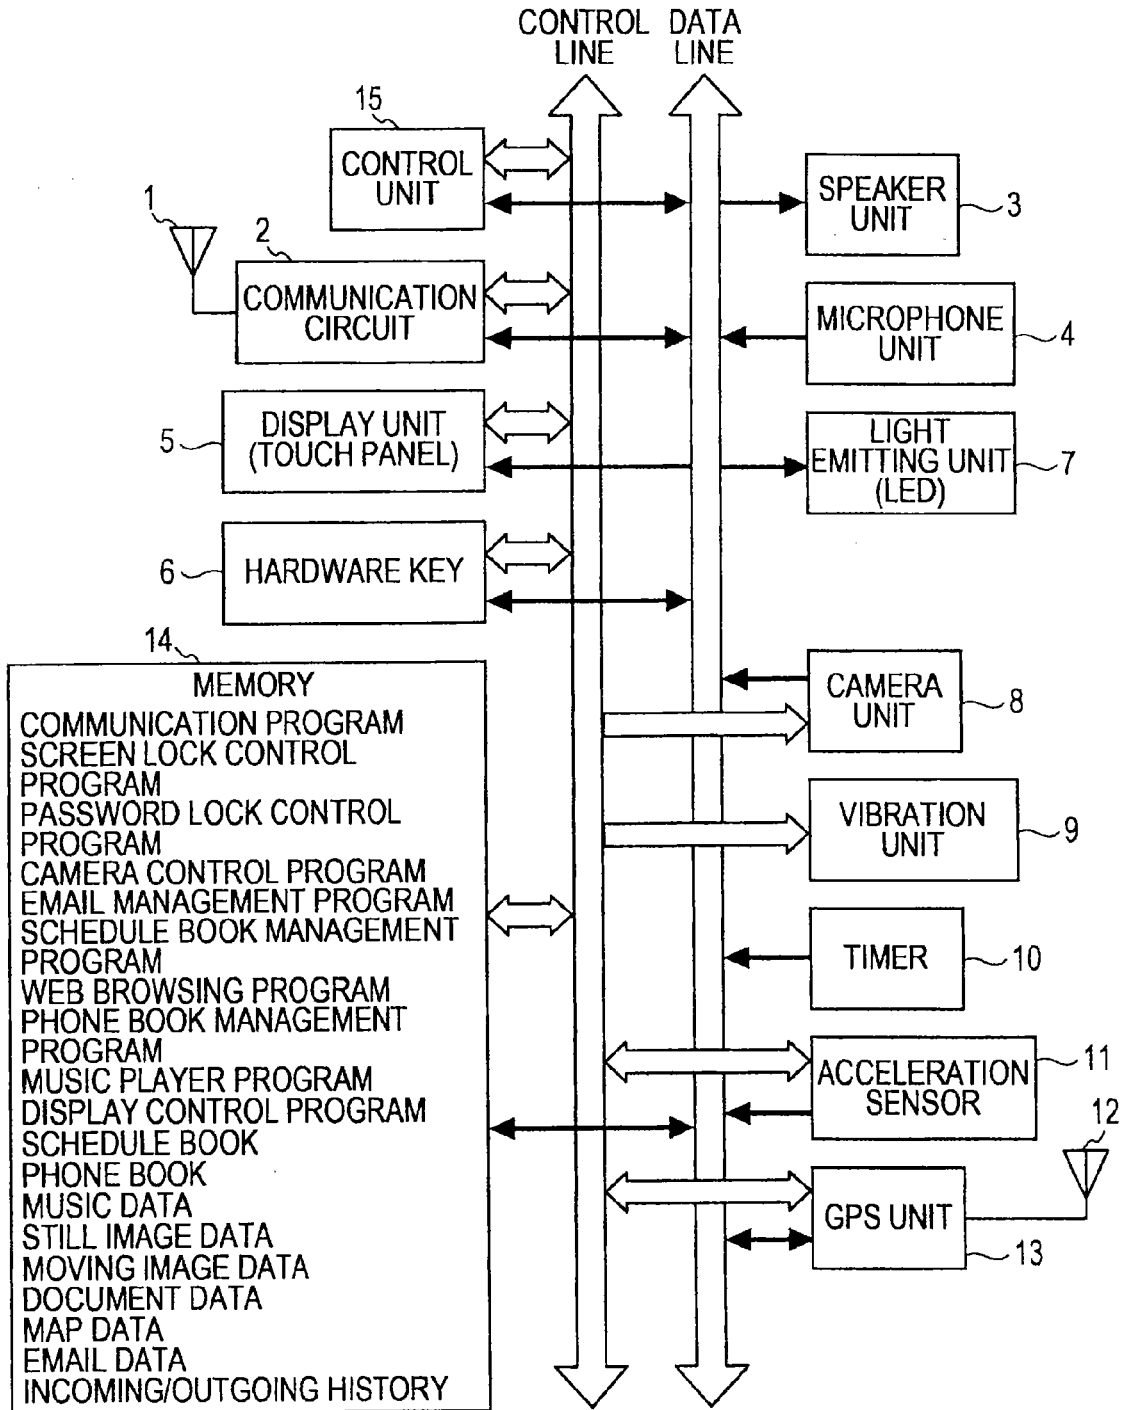 CONTROL LINE
DATA LINE
15
CONTROL
UNIT
1
2
COMMUNICATION
CIRCUIT
5
DISPLAY UNIT
(TOUCH PANEL)
6
HARDWARE KEY
14
MEMORY
COMMUNICATION PROGRAM
SCREEN LOCK CONTROL
PROGRAM
PASSWORD LOCK CONTROL
PROGRAM
CAMERA CONTROL PROGRAM
EMAIL MANAGEMENT PROGRAM
SCHEDULE BOOK MANAGEMENT
PROGRAM
WEB BROWSING PROGRAM
PHONE BOOK MANAGEMENT
PROGRAM
MUSIC PLAYER PROGRAM
DISPLAY CONTROL PROGRAM
SCHEDULE BOOK
PHONE BOOK
MUSIC DATA
STILL IMAGE DATA
MOVING IMAGE DATA
DOCUMENT DATA
MAP DATA
EMAIL DATA
INCOMING/OUTGOING HISTORY
SPEAKER
UNIT
3
MICROPHONE
UNIT
4
LIGHT
EMITTING UNIT
(LED)
7
CAMERA
UNIT
8
VIBRATION
UNIT
9
TIMER
10
ACCELERATION
SENSOR
11
12
GPS UNIT
13